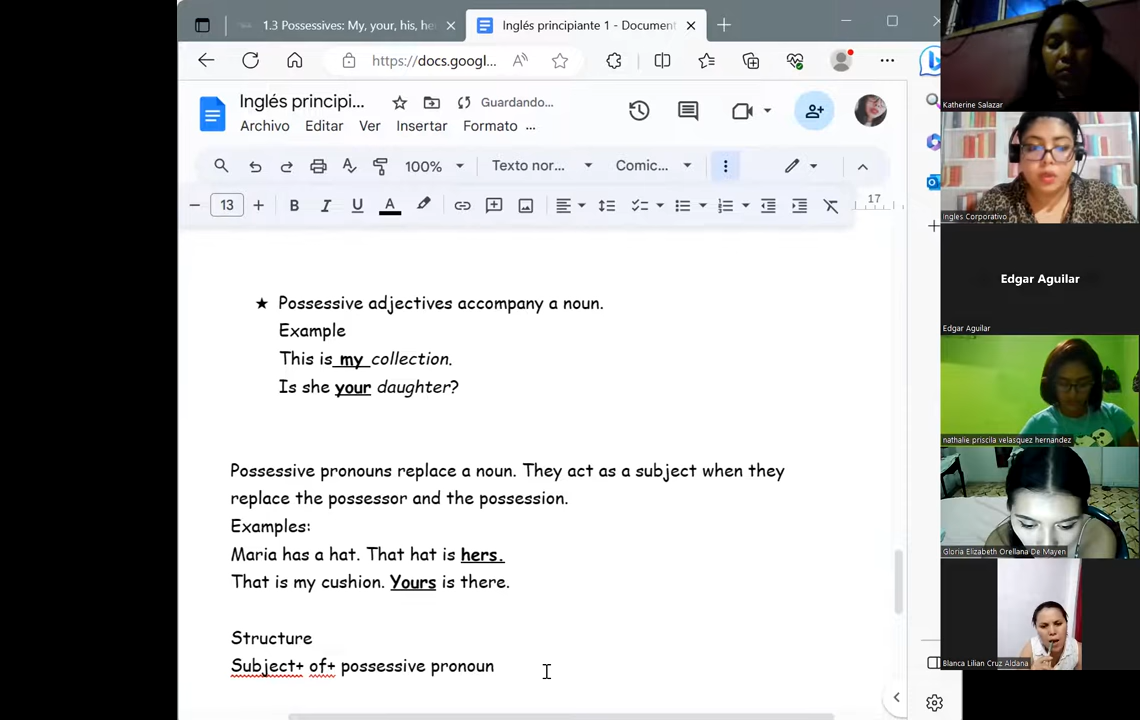 1.3 Possessives: My, your, his, he
Inglés principiante 1 - Document
https://docs.googl...
Inglés principi...
Guardando...
Archivo Editar Ver Insertar Formato ...
100% Texto nor... Comic...
13 B I U A
17
★ Possessive adjectives accompany a noun.
Example
This is my collection.
Is she your daughter?
Possessive pronouns replace a noun. They act as a subject when they
replace the possessor and the possession.
Examples:
Maria has a hat. That hat is hers.
That is my cushion. Yours is there.
Structure
Subject+ of+ possessive pronoun
Katherine Salazar
Ingles Corporativo
Edgar Aguilar
Edgar Aguilar
nathalie priscila velasquez hernandez
Gloria Elizabeth Orellana De Mayen
Blanca Lilian Cruz Aldana